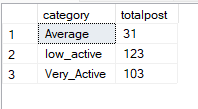 category totalpost
1 Average 31
2 low_active 123
3 Very_Active 103